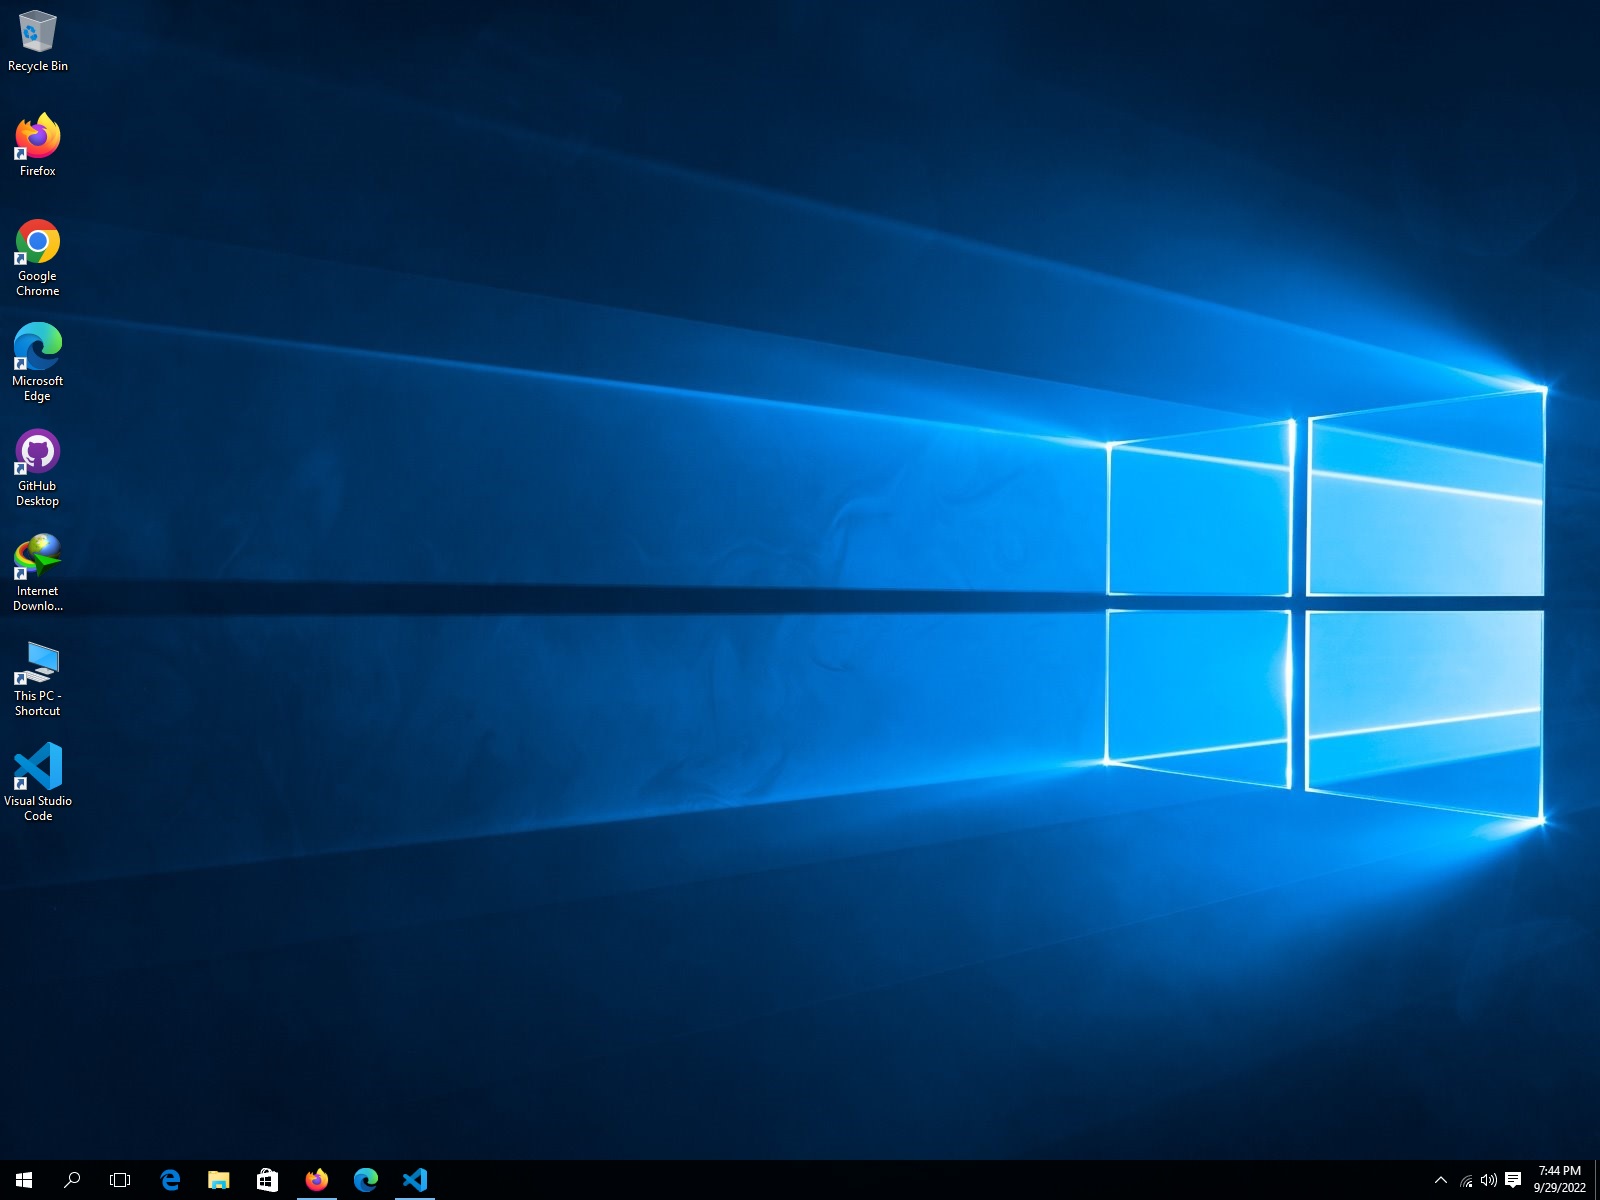 Recycle Bin
Firefox
Google
Chrome
Microsoft
Edge
GitHub
Desktop
Internet
Downlo...
This PC -
Shortcut
Visual Studio
Code
7:44 PM
9/29/2022